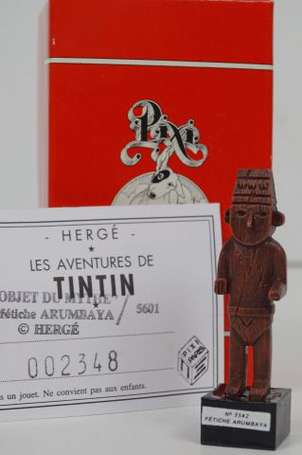 Pixi
- HERGÉ -
LES AVENTURES DE
TINTIN
OBJET DU MYTHE
fétiche ARUMBAYA / 5601
© HERGÉ
002348
s un jouet. Ne convient pas aux enfants.
N° 5542
FÉTICHE ARUMBAYA